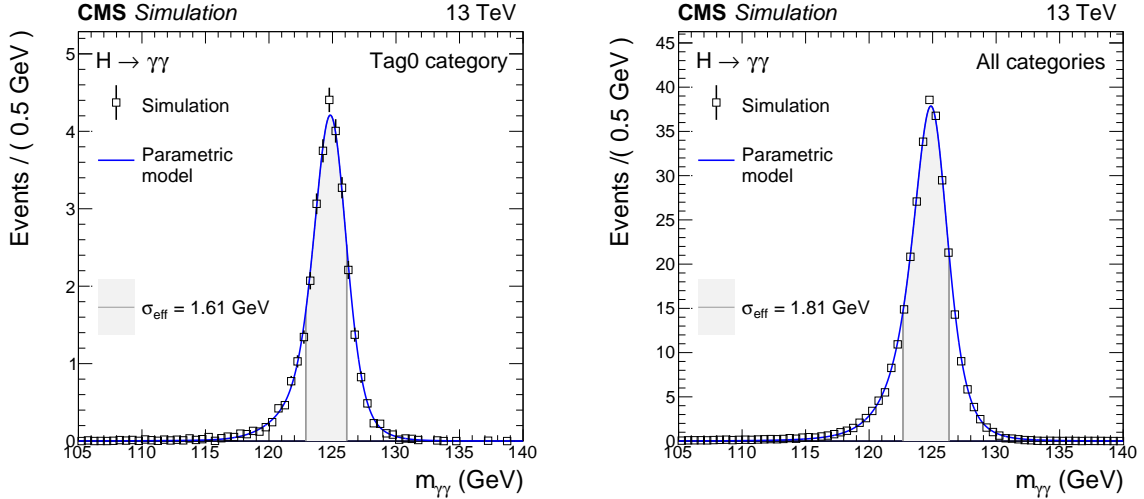 CMS Simulation 13 TeV
Events / ( 0.5 GeV )
5
4
3
2
1
0
H → γγ
Tag0 category
Simulation
Parametric
model
σeff = 1.61 GeV
105 110 115 120 125 130 135 140
mγγ (GeV)
CMS Simulation 13 TeV
Events /( 0.5 GeV )
45
40
35
30
25
20
15
10
5
0
H → γγ
All categories
Simulation
Parametric
model
σeff = 1.81 GeV
105 110 115 120 125 130 135 140
mγγ (GeV)